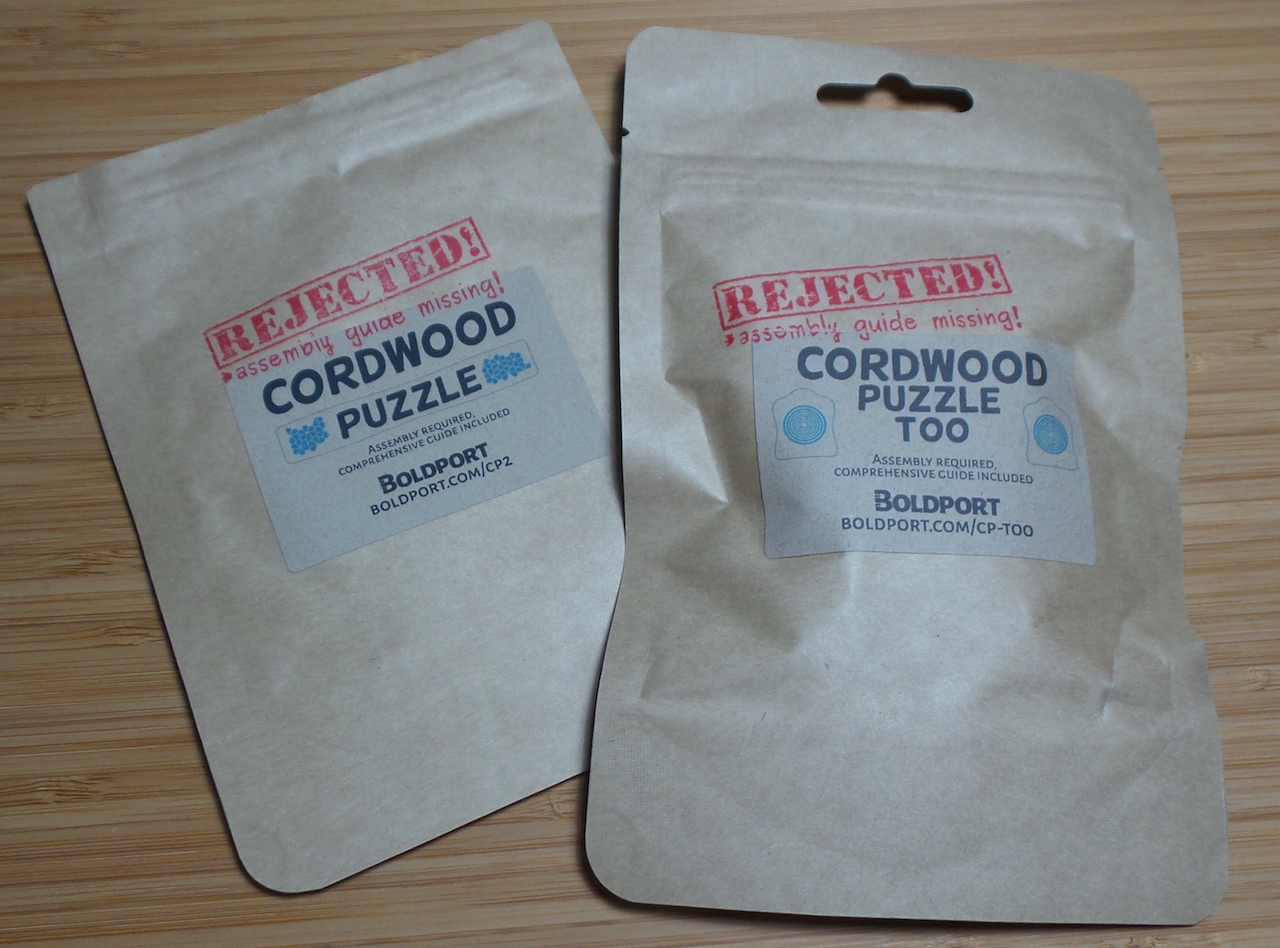 REJECTED!
assembly guide missing!
CORDWOOD
PUZZLE
ASSEMBLY REQUIRED,
COMPREHENSIVE GUIDE INCLUDED
BOLDPORT
BOLDPORT.COM/CP2
REJECTED!
assembly guide missing!
CORDWOOD
PUZZLE
TOO
ASSEMBLY REQUIRED,
COMPREHENSIVE GUIDE INCLUDED
BOLDPORT
BOLDPORT.COM/CP-TOO